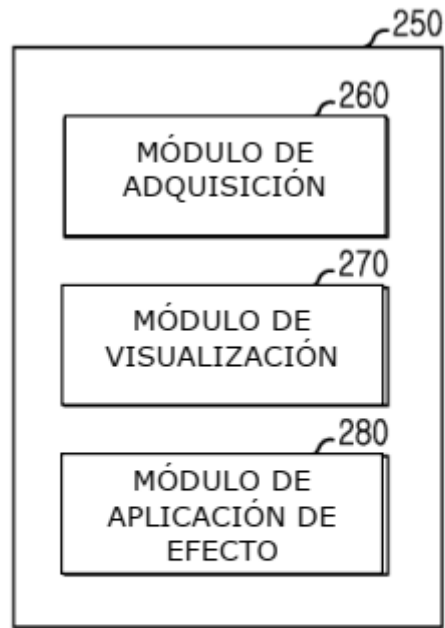 250
260
MÓDULO DE
ADQUISICIÓN
270
MÓDULO DE
VISUALIZACIÓN
280
MÓDULO DE
APLICACIÓN DE
EFECTO